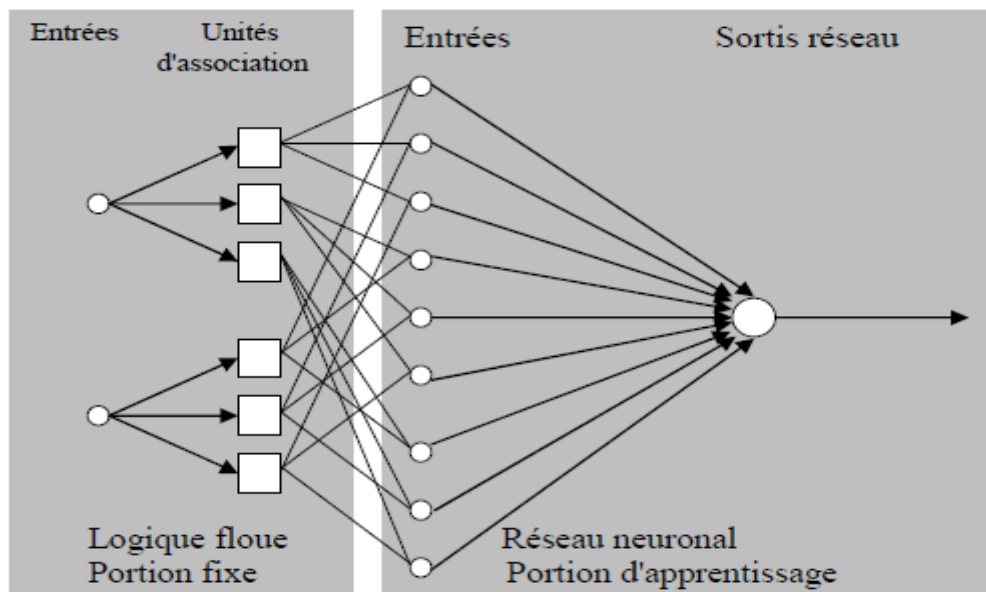 Entrées
Unités
d'association
Entrées
Sortis réseau
Logique floue
Portion fixe
Réseau neuronal
Portion d'apprentissage